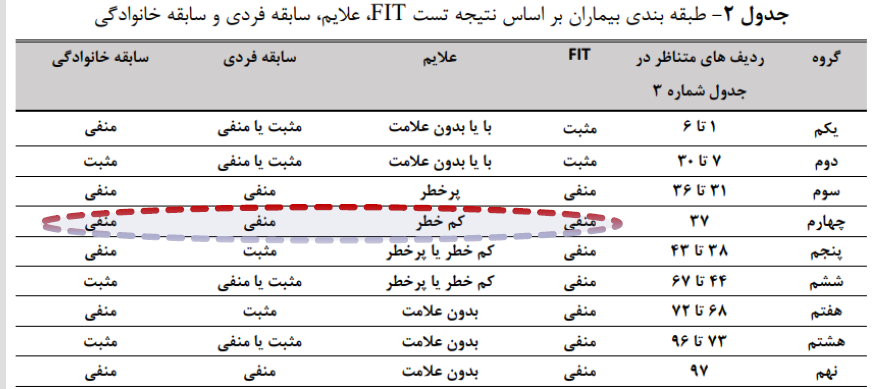 جدول ۲- طبقه بندی بیماران بر اساس نتیجه تست FIT، علایم، سابقه فردی و سابقه خانوادگی
گروه ردیف های متناظر در جدول شماره ۳ FIT علایم سابقه فردی سابقه خانوادگی
یکم ۱ تا ۶ مثبت با یا بدون علامت مثبت یا منفی منفی
دوم ۷ تا ۳۰ مثبت با یا بدون علامت مثبت یا منفی مثبت
سوم ۳۱ تا ۳۶ منفی پرخطر منفی منفی
چهارم ۳۷ منفی کم خطر منفی منفی
پنجم ۳۸ تا ۴۳ منفی کم خطر یا پرخطر مثبت منفی
ششم ۴۴ تا ۶۷ منفی کم خطر یا پرخطر مثبت یا منفی مثبت
هفتم ۶۸ تا ۷۲ منفی بدون علامت مثبت منفی
هشتم ۷۳ تا ۹۶ منفی بدون علامت مثبت یا منفی مثبت
نهم ۹۷ منفی بدون علامت منفی منفی